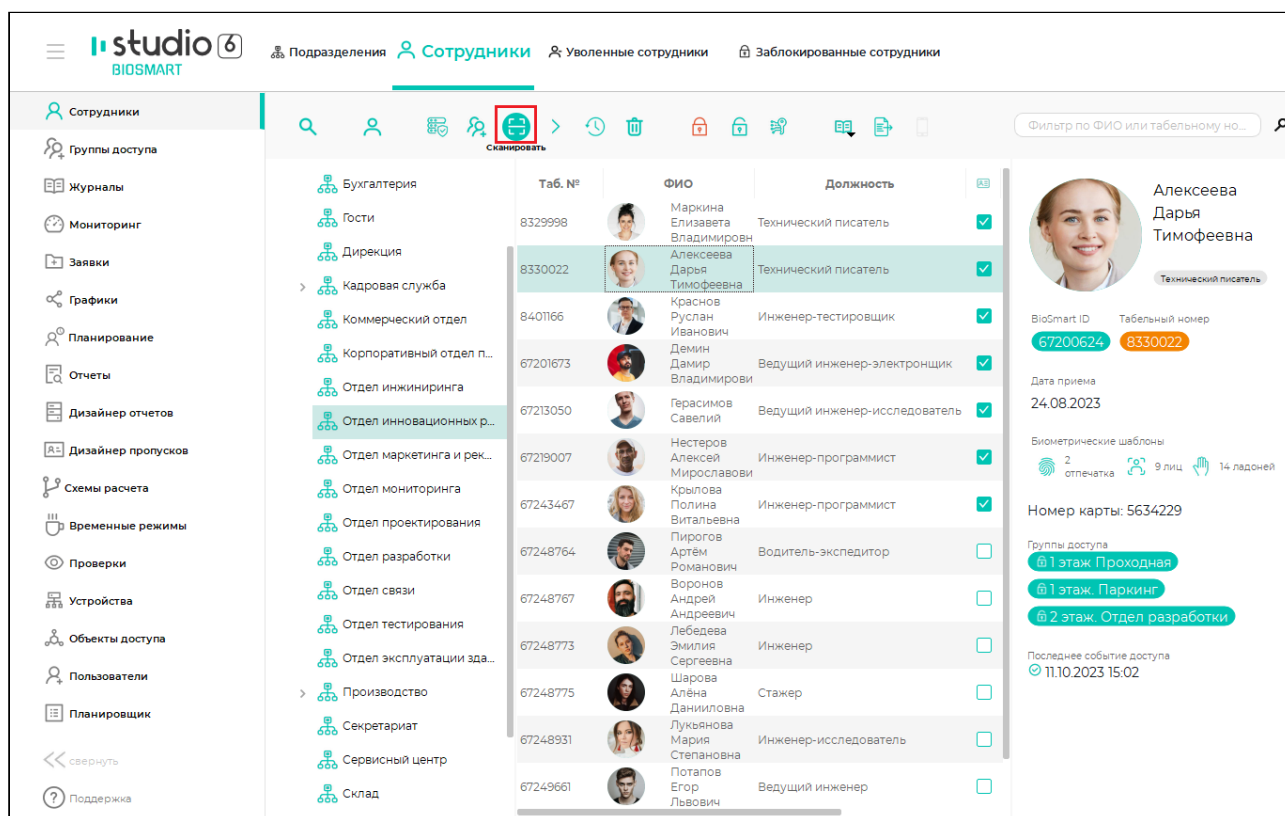 studio 6
BIOSMART
Подразделения
Сотрудники
Уволенные сотрудники
Заблокированные сотрудники
Сотрудники
Группы доступа
Журналы
Мониторинг
Заявки
Графики
Планирование
Отчеты
Дизайнер отчетов
Дизайнер пропусков
Схемы расчета
Временные режимы
Проверки
Устройства
Объекты доступа
Пользователи
Планировщик
свернуть
Поддержка
Сканировать
Фильтр по ФИО или табельному но...
Бухгалтерия
Гости
Дирекция
Кадровая служба
Коммерческий отдел
Корпоративный отдел п...
Отдел инжиниринга
Отдел инновационных р...
Отдел маркетинга и рек...
Отдел мониторинга
Отдел проектирования
Отдел разработки
Отдел связи
Отдел тестирования
Отдел эксплуатации зда...
Производство
Секретариат
Сервисный центр
Склад
Таб. №
ФИО
Должность
8329998
Маркина
Елизавета
Владимировн
Технический писатель
8330022
Алексеева
Дарья
Тимофеевна
Технический писатель
8401166
Краснов
Руслан
Иванович
Инженер-тестировщик
67201673
Демин
Дамир
Владимирови
Ведущий инженер-электронщик
67213050
Герасимов
Савелий
Ведущий инженер-исследователь
67219007
Нестеров
Алексей
Мирославови
Инженер-программист
67243467
Крылова
Полина
Витальевна
Инженер-программист
67248764
Пирогов
Артём
Романович
Водитель-экспедитор
67248767
Воронов
Андрей
Андреевич
Инженер
67248773
Лебедева
Эмилия
Сергеевна
Инженер
67248775
Шарова
Алёна
Данииловна
Стажер
67248931
Лукьянова
Мария
Степановна
Инженер-исследователь
67249661
Потапов
Егор
Львович
Ведущий инженер
Алексеева
Дарья
Тимофеевна
Технический писатель
BioSmart ID
Табельный номер
67200624
8330022
Дата приема
24.08.2023
Биометрические шаблоны
2
отпечатка
9 лиц
14 ладоней
Номер карты: 5634229
Группы доступа
1 этаж Проходная
1 этаж. Паркинг
2 этаж. Отдел разработки
Последнее событие доступа
11.10.2023 15:02